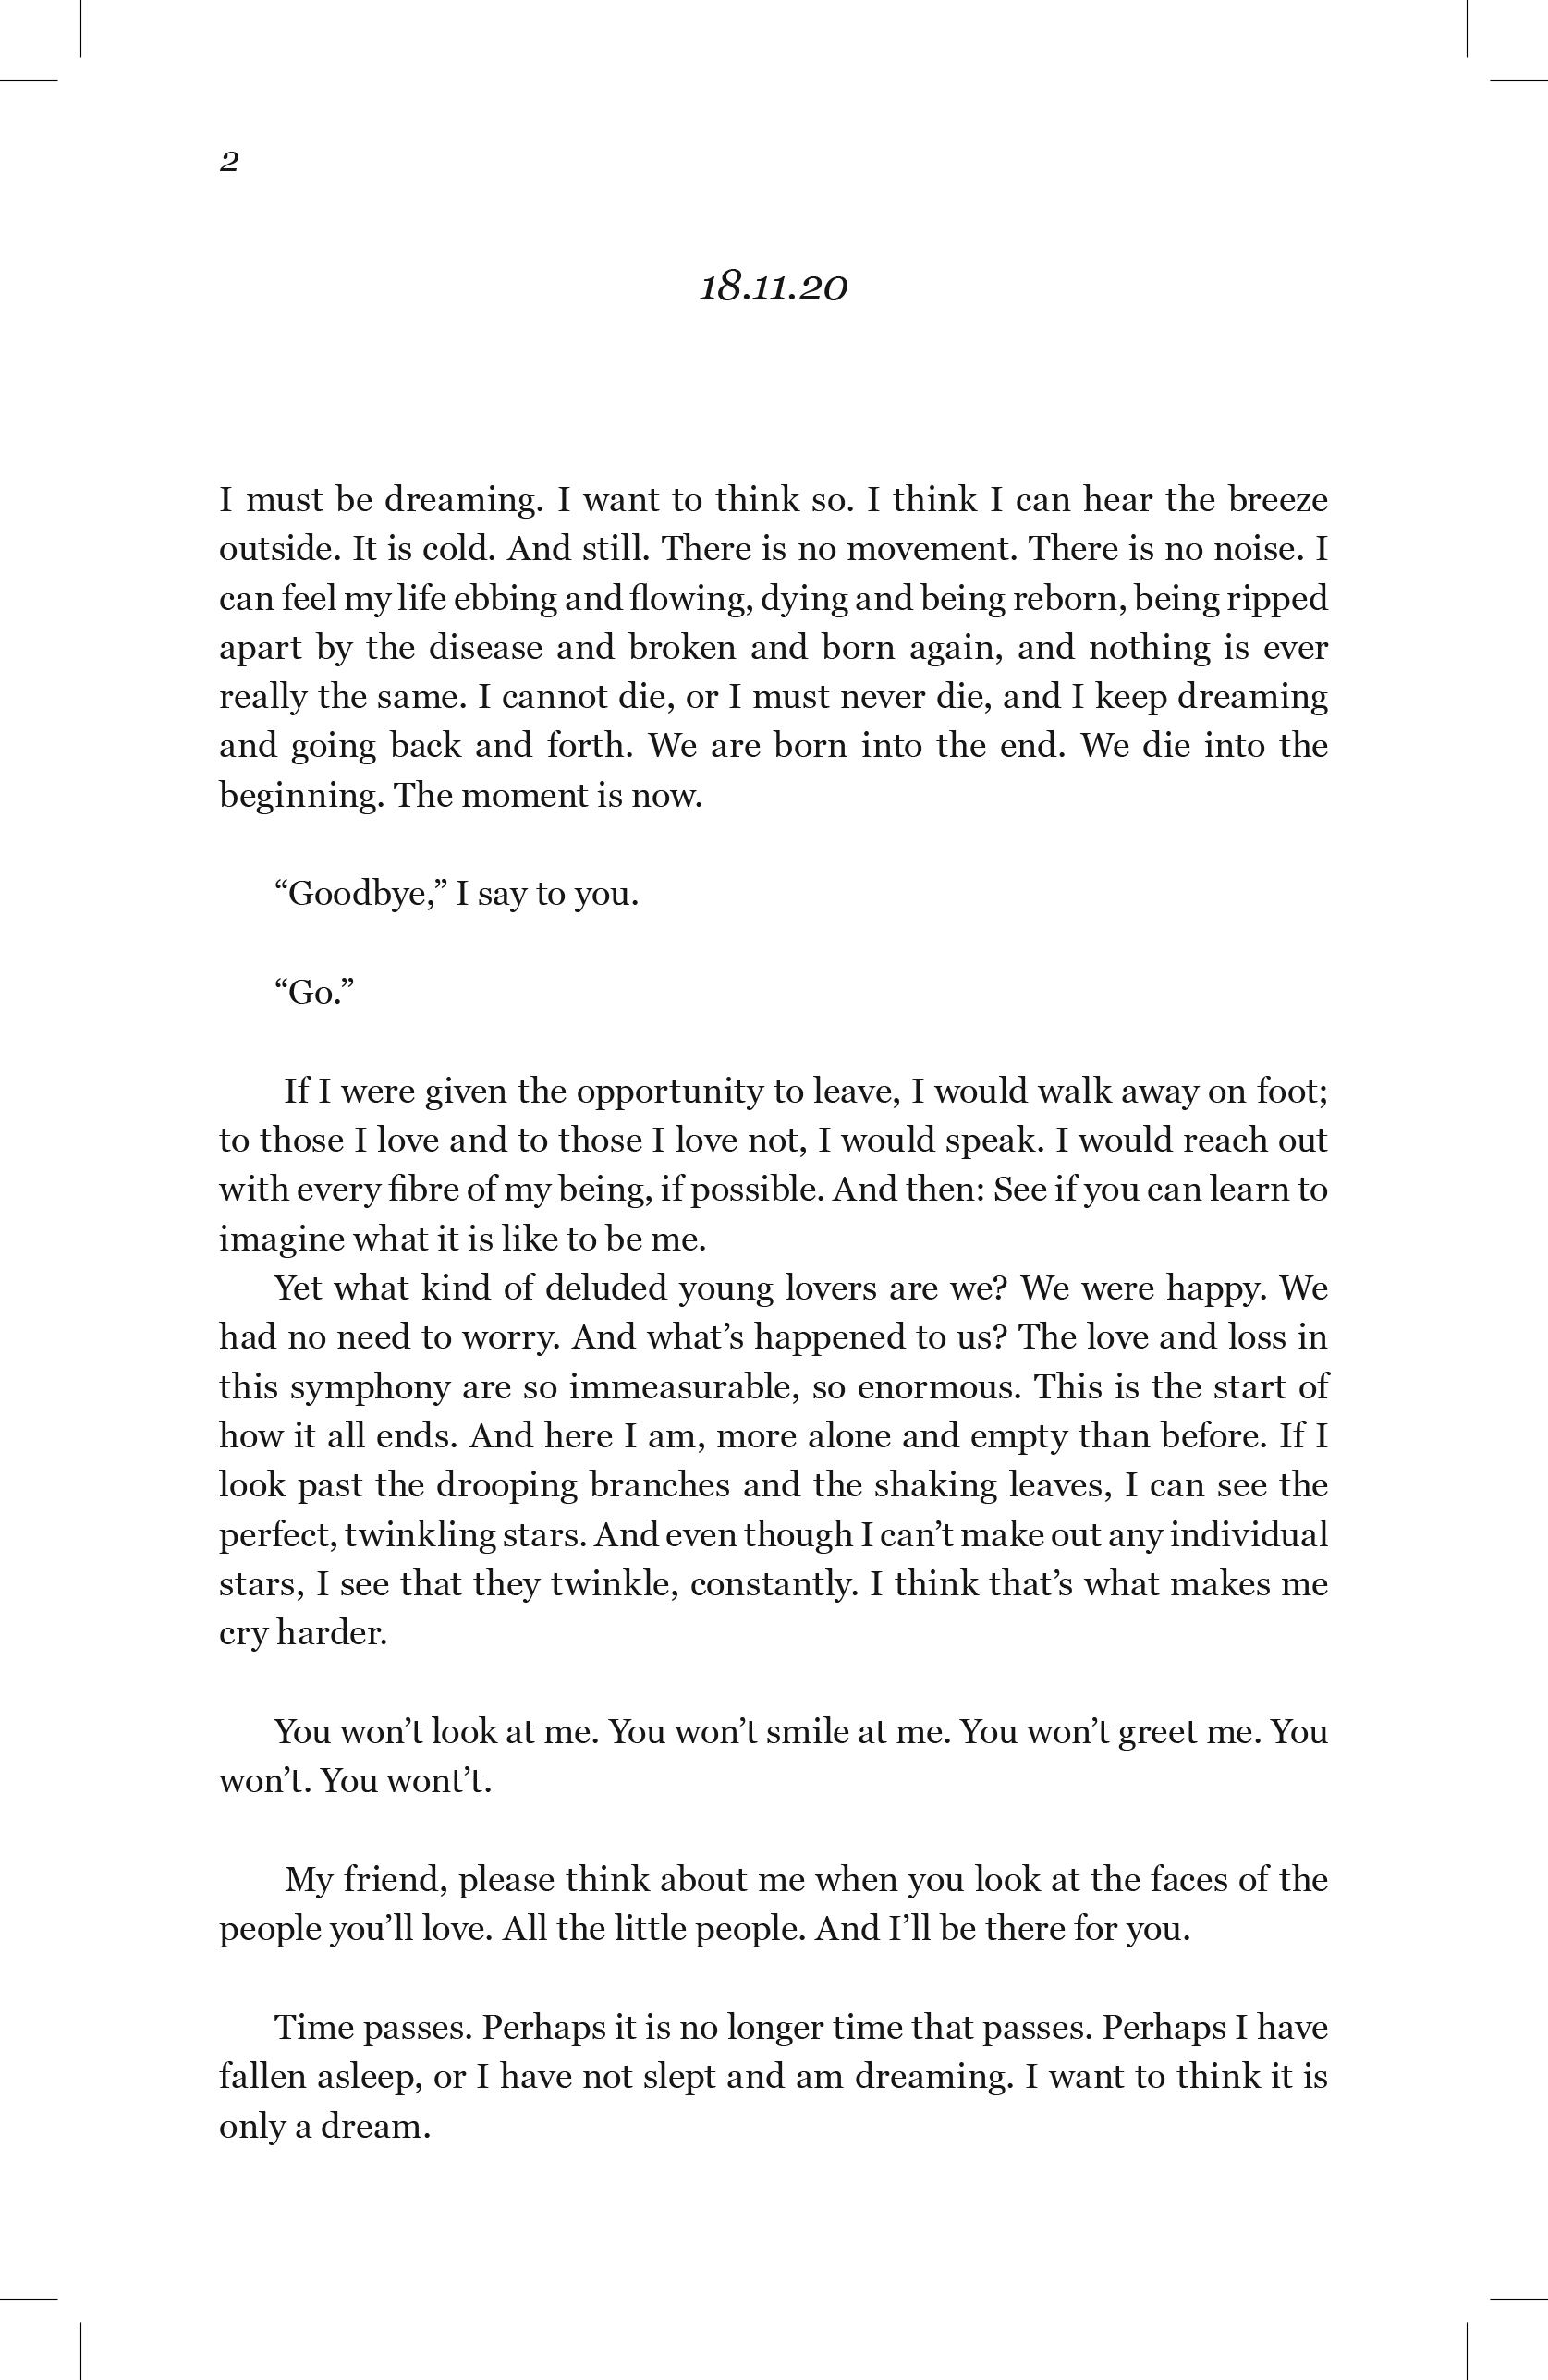 2
18.11.20
I must be dreaming. I want to think so. I think I can hear the breeze
outside. It is cold. And still. There is no movement. There is no noise. I
can feel my life ebbing and flowing, dying and being reborn, being ripped
apart by the disease and broken and born again, and nothing is ever
really the same. I cannot die, or I must never die, and I keep dreaming
and going back and forth. We are born into the end. We die into the
beginning. The moment is now.
“Goodbye,” I say to you.
“Go.”
If I were given the opportunity to leave, I would walk away on foot;
to those I love and to those I love not, I would speak. I would reach out
with every fibre of my being, if possible. And then: See if you can learn to
imagine what it is like to be me.
Yet what kind of deluded young lovers are we? We were happy. We
had no need to worry. And what’s happened to us? The love and loss in
this symphony are so immeasurable, so enormous. This is the start of
how it all ends. And here I am, more alone and empty than before. If I
look past the drooping branches and the shaking leaves, I can see the
perfect, twinkling stars. And even though I can’t make out any individual
stars, I see that they twinkle, constantly. I think that’s what makes me
cry harder.
You won’t look at me. You won’t smile at me. You won’t greet me. You
won’t. You wont’t.
My friend, please think about me when you look at the faces of the
people you’ll love. All the little people. And I’ll be there for you.
Time passes. Perhaps it is no longer time that passes. Perhaps I have
fallen asleep, or I have not slept and am dreaming. I want to think it is
only a dream.